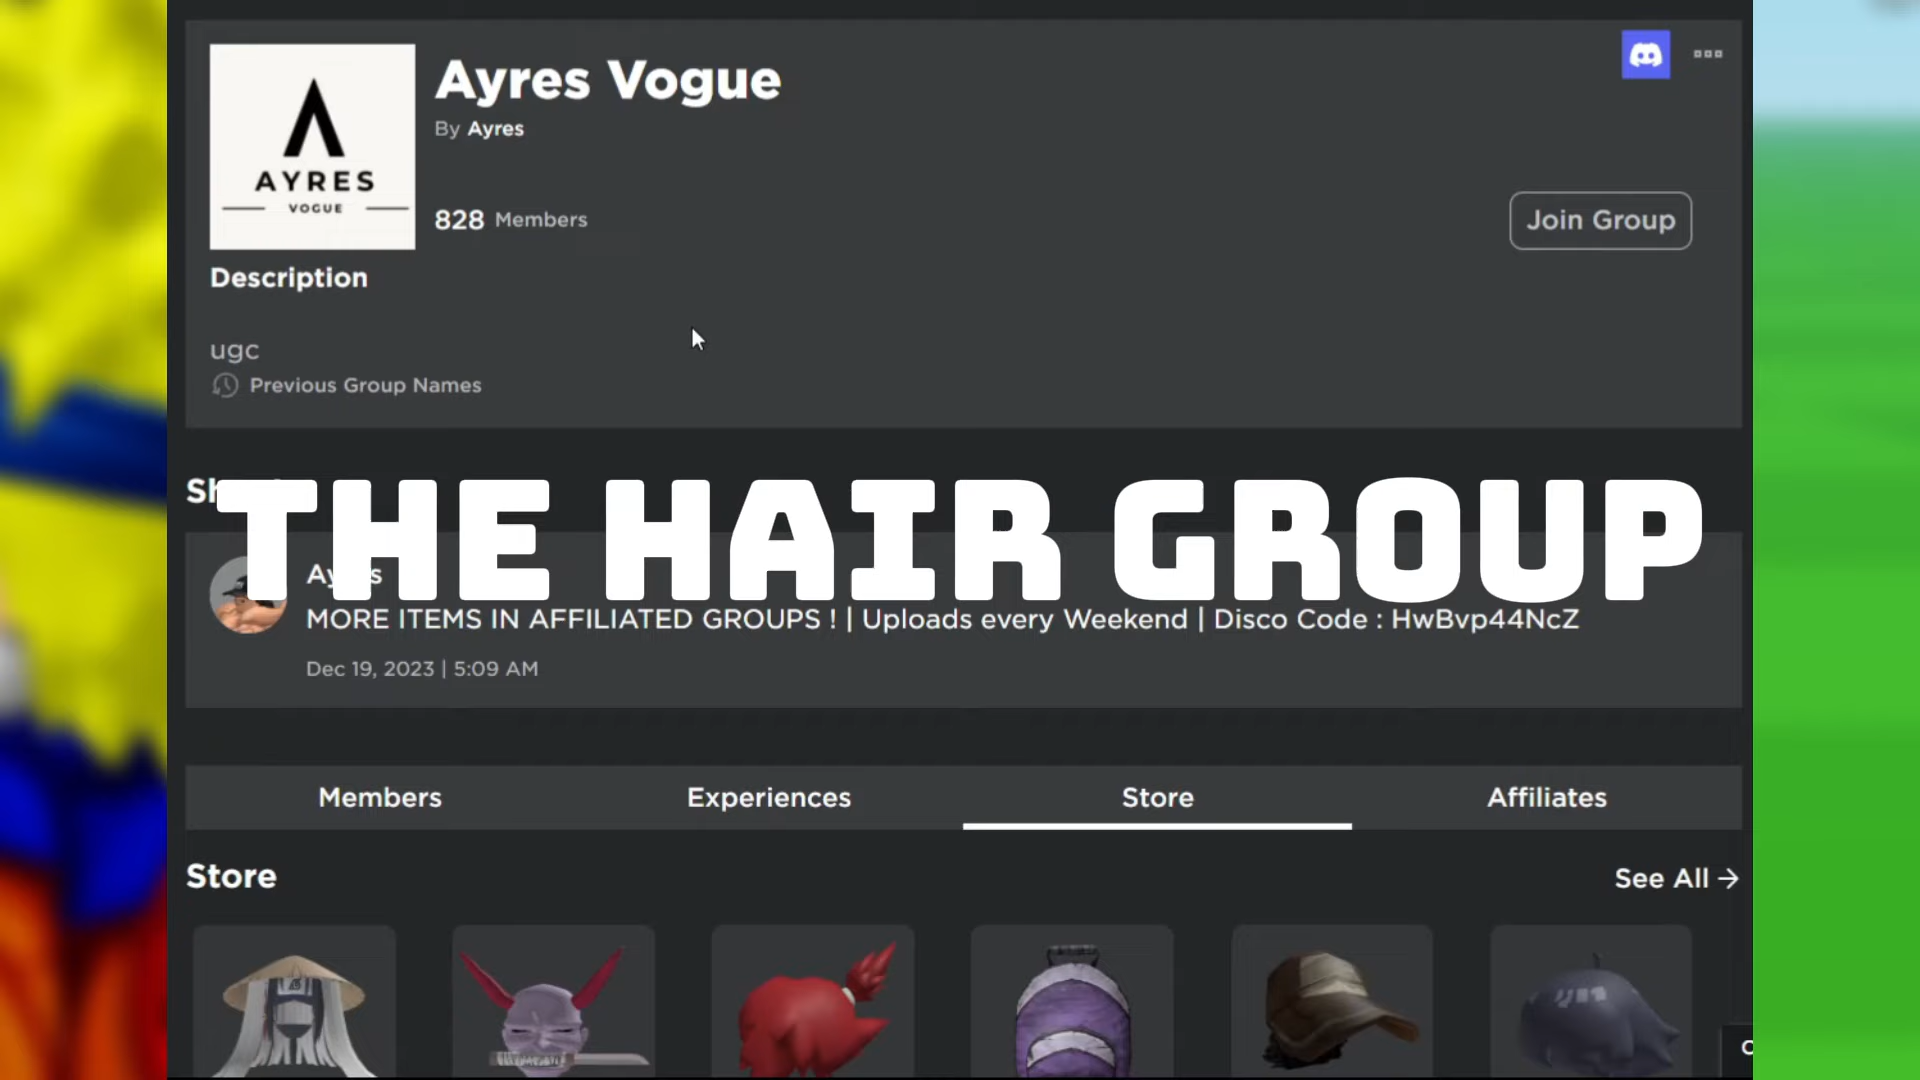 AYRES
VOGUE
Ayres Vogue
By Ayres
828 Members
Join Group
Description
ugc
Previous Group Names
THE HAIR GROUP
Ayres
MORE ITEMS IN AFFILIATED GROUPS ! | Uploads every Weekend | Disco Code : HwBvp44NcZ
Dec 19, 2023 | 5:09 AM
Members
Experiences
Store
Affiliates
Store
See All